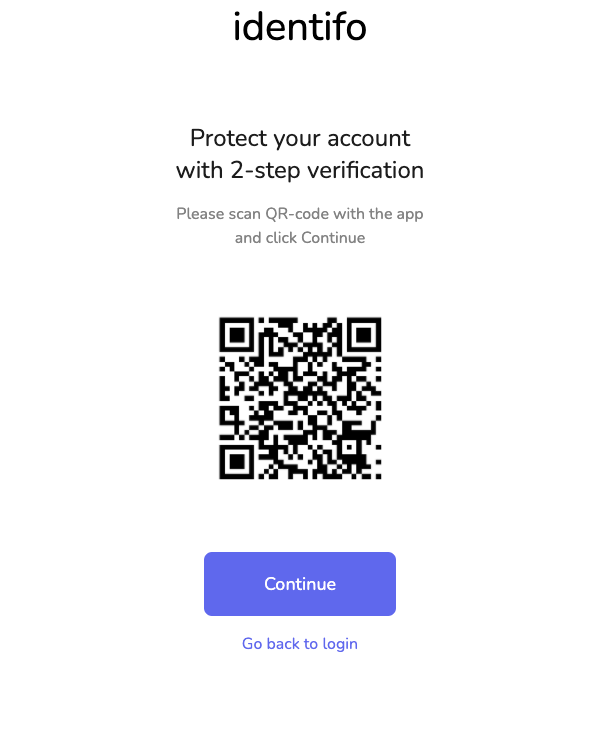 identifo
Protect your account
with 2-step verification
Please scan QR-code with the app
and click Continue
Continue
Go back to login